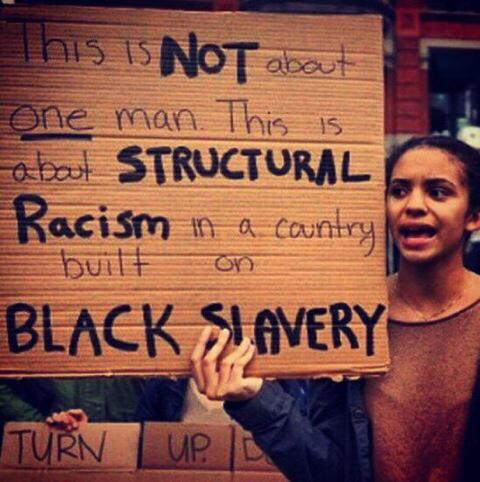 This is NOT about
one man. This is
about STRUCTURAL
Racism in a country
built on
BLACK SLAVERY
TURN UP. D